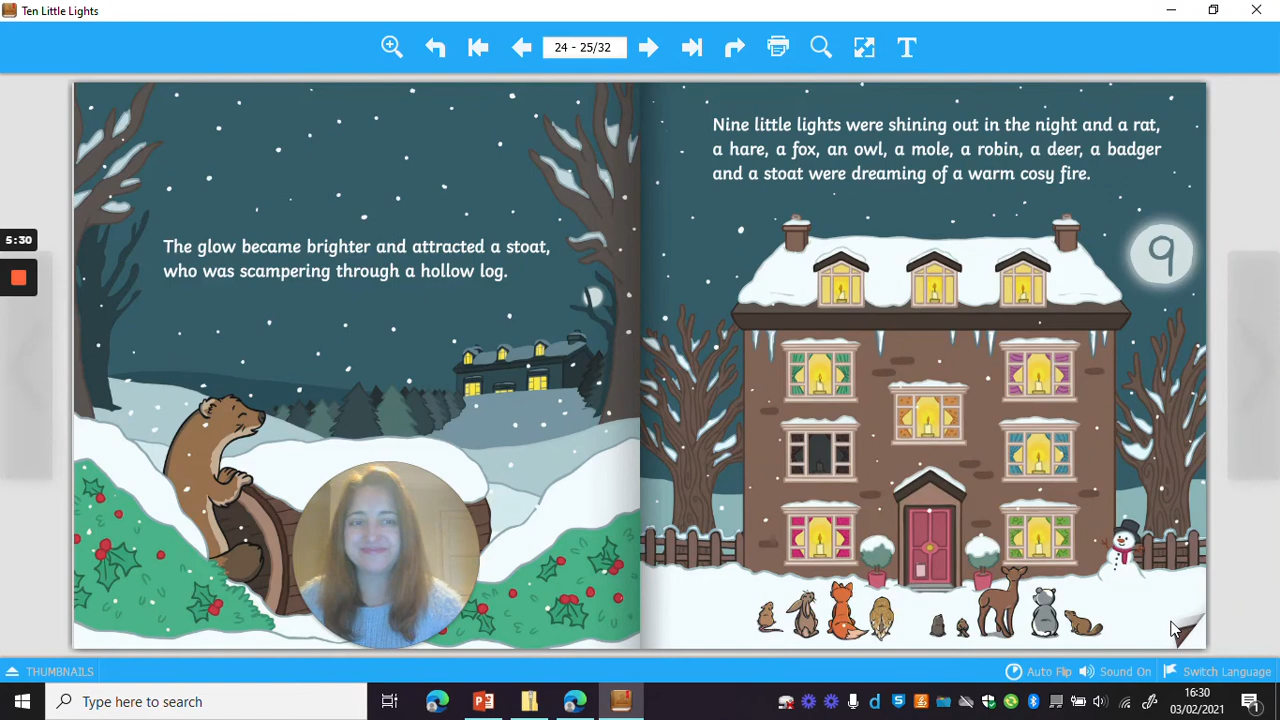 Ten Little Lights
24 - 25/32
T
5:30
The glow became brighter and attracted a stoat,
who was scampering through a hollow log.
Nine little lights were shining out in the night and a rat,
a hare, a fox, an owl, a mole, a robin, a deer, a badger
and a stoat were dreaming of a warm cosy fire.
9
THUMBNAILS
Auto Flip
Sound On
Switch Language
Type here to search
16:30
03/02/2021
1